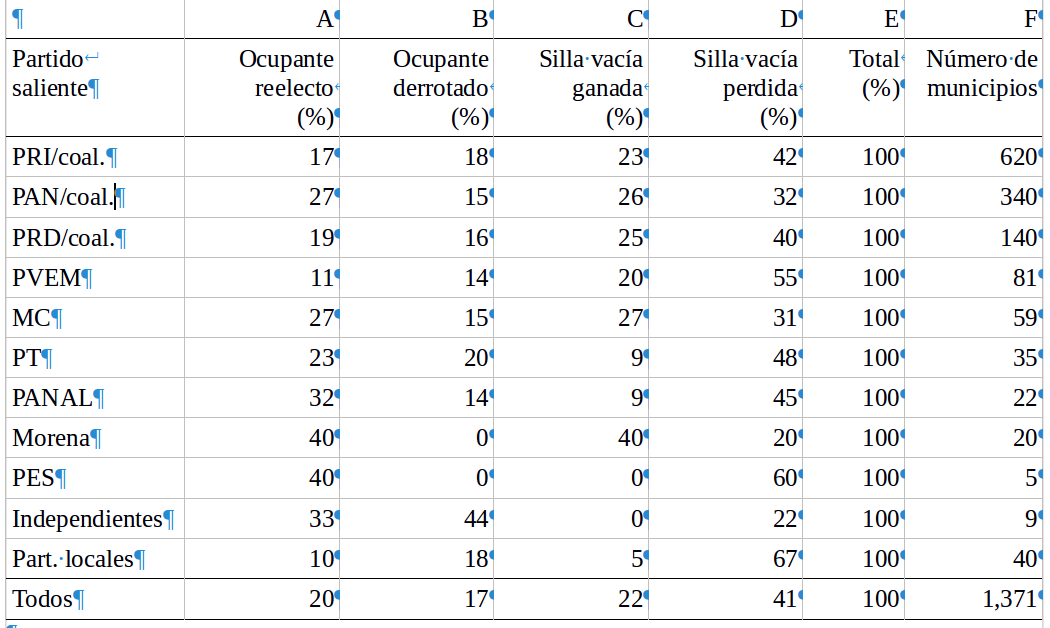 A B C D E F
Partido saliente Ocupante reelecto (%) Ocupante derrotado (%) Silla vacía ganada (%) Silla vacía perdida (%) Total (%) Número de municipios
PRI/coal. 17 18 23 42 100 620
PAN/coal. 27 15 26 32 100 340
PRD/coal. 19 16 25 40 100 140
PVEM 11 14 20 55 100 81
MC 27 15 27 31 100 59
PT 23 20 9 48 100 35
PANAL 32 14 9 45 100 22
Morena 40 0 40 20 100 20
PES 40 0 0 60 100 5
Independientes 33 44 0 22 100 9
Part. locales 10 18 5 67 100 40
Todos 20 17 22 41 100 1,371